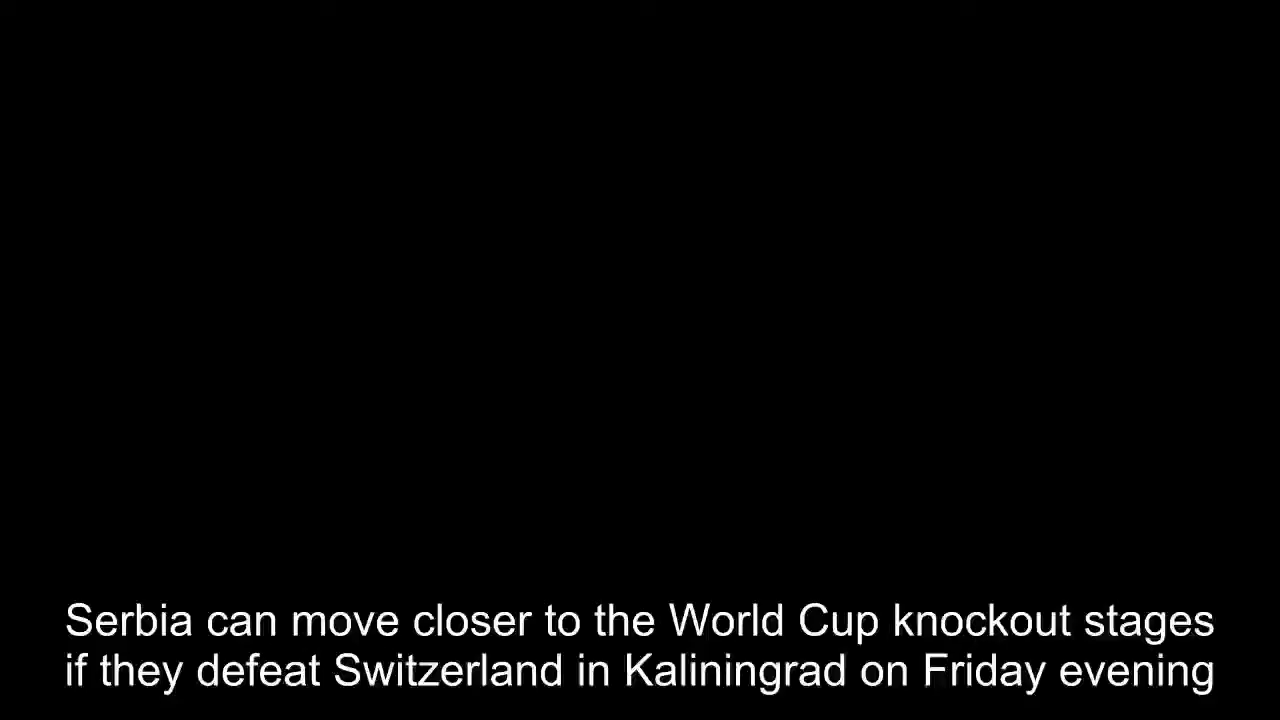 Serbia can move closer to the World Cup knockout stages
if they defeat Switzerland in Kaliningrad on Friday evening